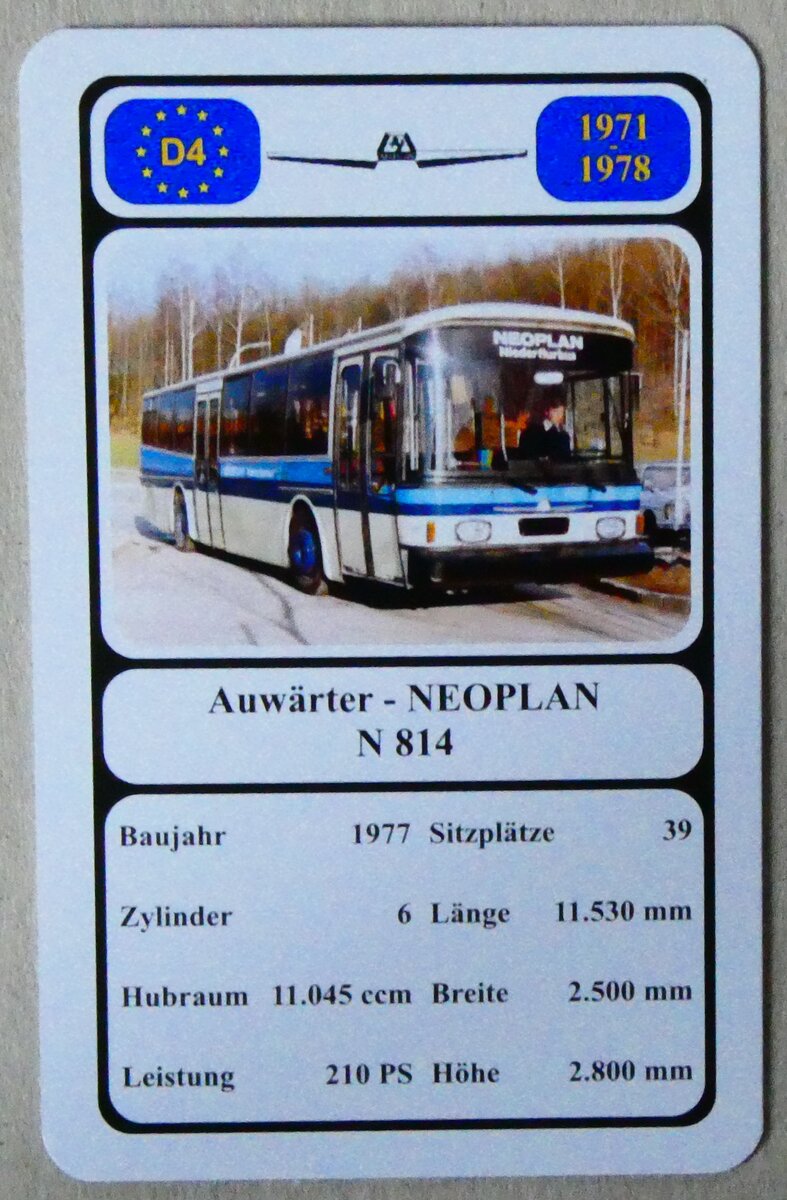 D4
1971
-
1978
NEOPLAN
Auwärter - NEOPLAN
N 814
Baujahr 1977 Sitzplätze 39
Zylinder 6 Länge 11.530 mm
Hubraum 11.045 ccm Breite 2.500 mm
Leistung 210 PS Höhe 2.800 mm